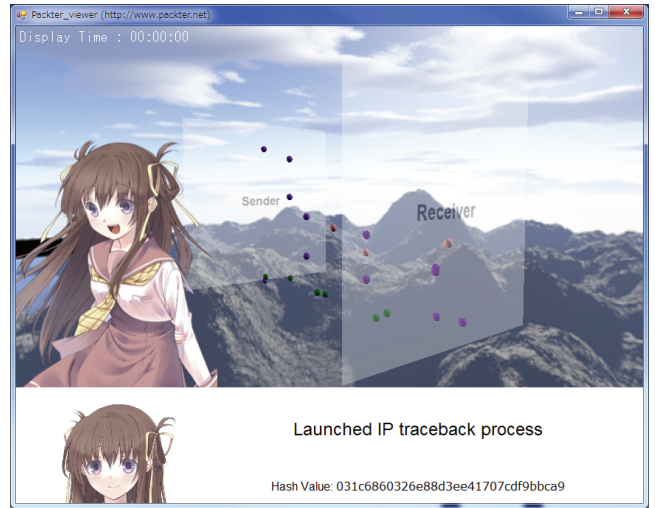 Packter_viewer (http://www.packter.net)
Display Time : 00:00:00
Sender
Receiver
Launched IP traceback process
Hash Value: 031c6860326e88d3ee41707cdf9bbca9